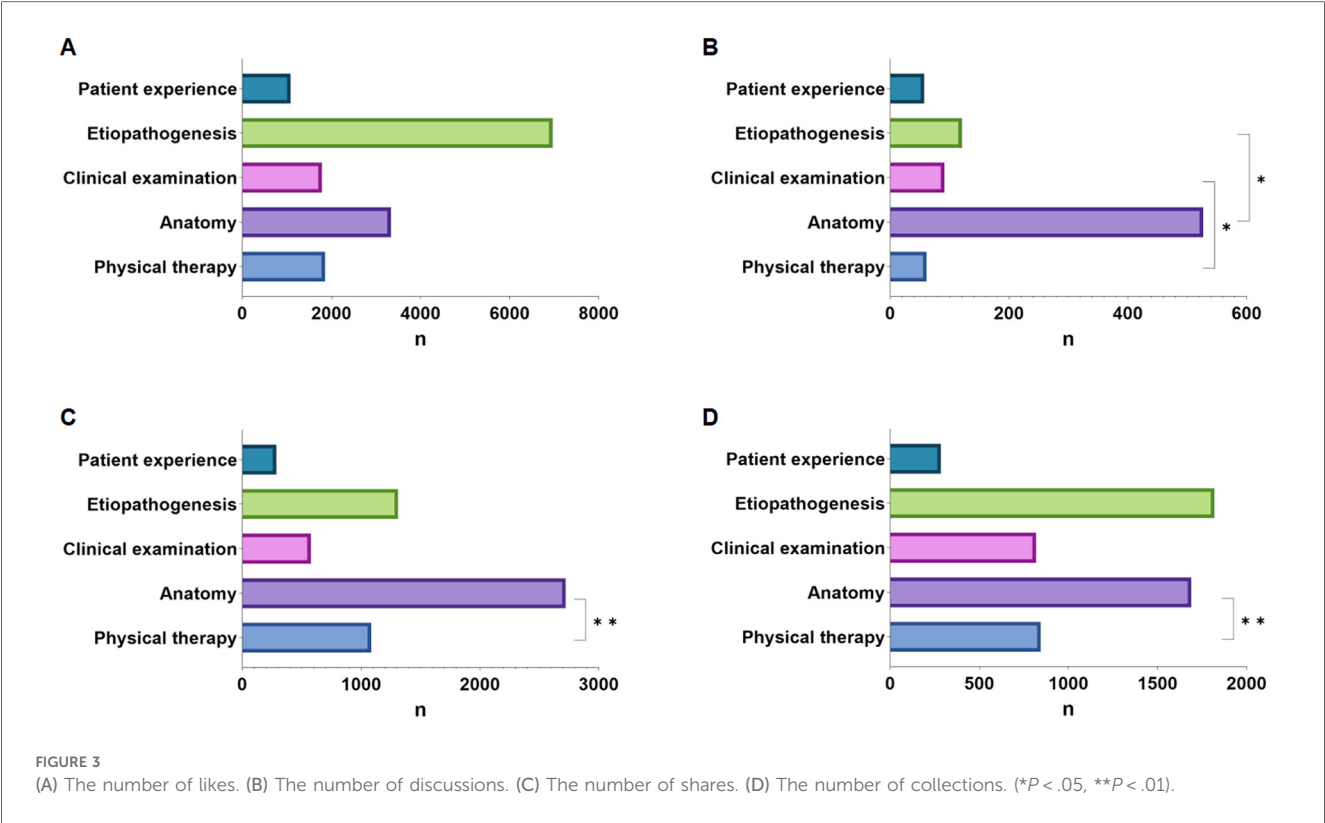 A
Patient experience
Etiopathogenesis
Clinical examination
Anatomy
Physical therapy
0 2000 4000 6000 8000
n
B
Patient experience
Etiopathogenesis
Clinical examination
Anatomy
Physical therapy
*
*
0 200 400 600
n
C
Patient experience
Etiopathogenesis
Clinical examination
Anatomy
Physical therapy
* *
0 1000 2000 3000
n
D
Patient experience
Etiopathogenesis
Clinical examination
Anatomy
Physical therapy
* *
0 500 1000 1500 2000
n
FIGURE 3
(A) The number of likes. (B) The number of discussions. (C) The number of shares. (D) The number of collections. (*P < .05, **P < .01).